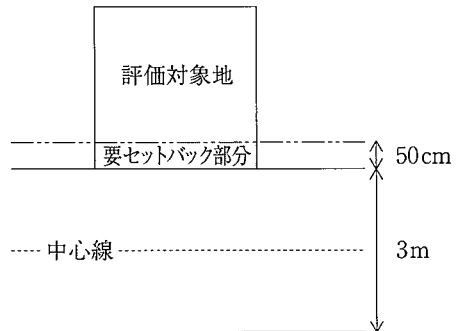 評価対象地
要セットバック部分
50cm
中心線
3m